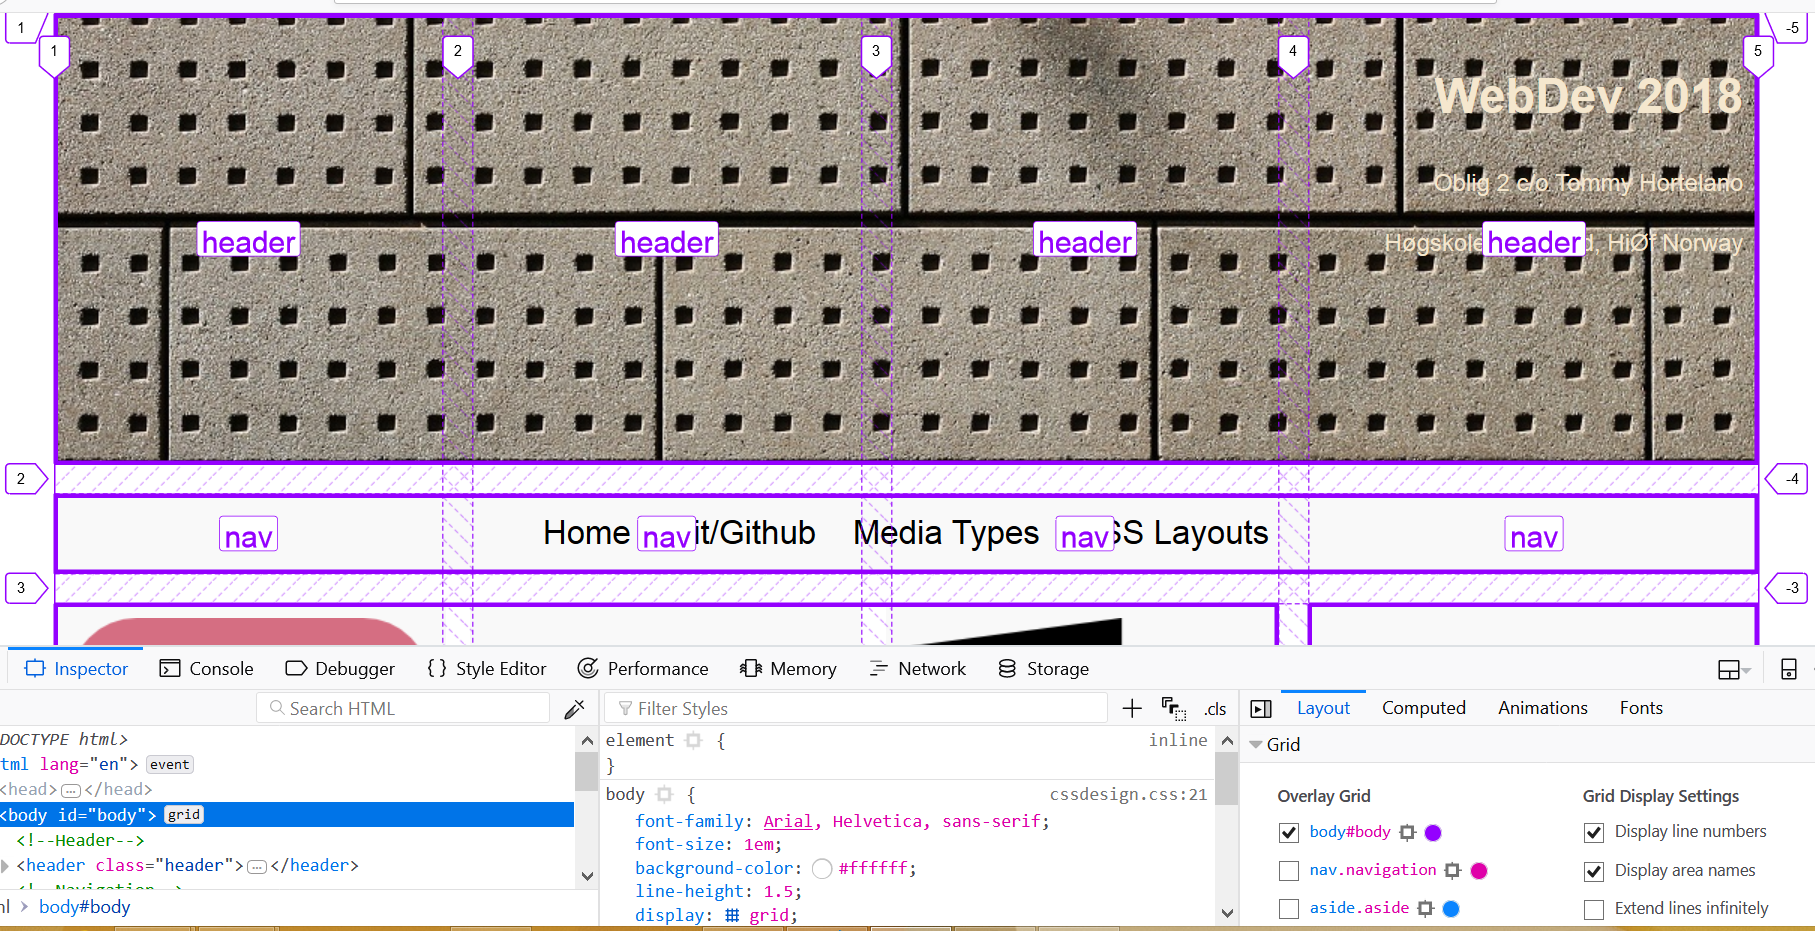 1
-5
1
2
3
4
5
WebDev 2018
Oblig 2 c/o Tommy Hortelano
header header header header
Høgskole d, HiØf Norway
2
-4
nav Home nav it/Github Media Types nav SS Layouts nav
3
-3
Inspector Console Debugger { } Style Editor Performance Memory Network Storage
Search HTML
Filter Styles
+ .cls
Layout Computed Animations Fonts
DOCTYPE html>
tml lang="en"> event
<head> ... </head>
<body id="body"> grid
<!--Header-->
<header class="header"> ... </header>
<!--Navigation-->
nl > body#body
element {
inline
}
body {
cssdesign.css:21
font-family: Arial, Helvetica, sans-serif;
font-size: 1em;
background-color: #ffffff;
line-height: 1.5;
display: grid;
Grid
Overlay Grid
body#body
nav.navigation
aside.aside
Grid Display Settings
Display line numbers
Display area names
Extend lines infinitely